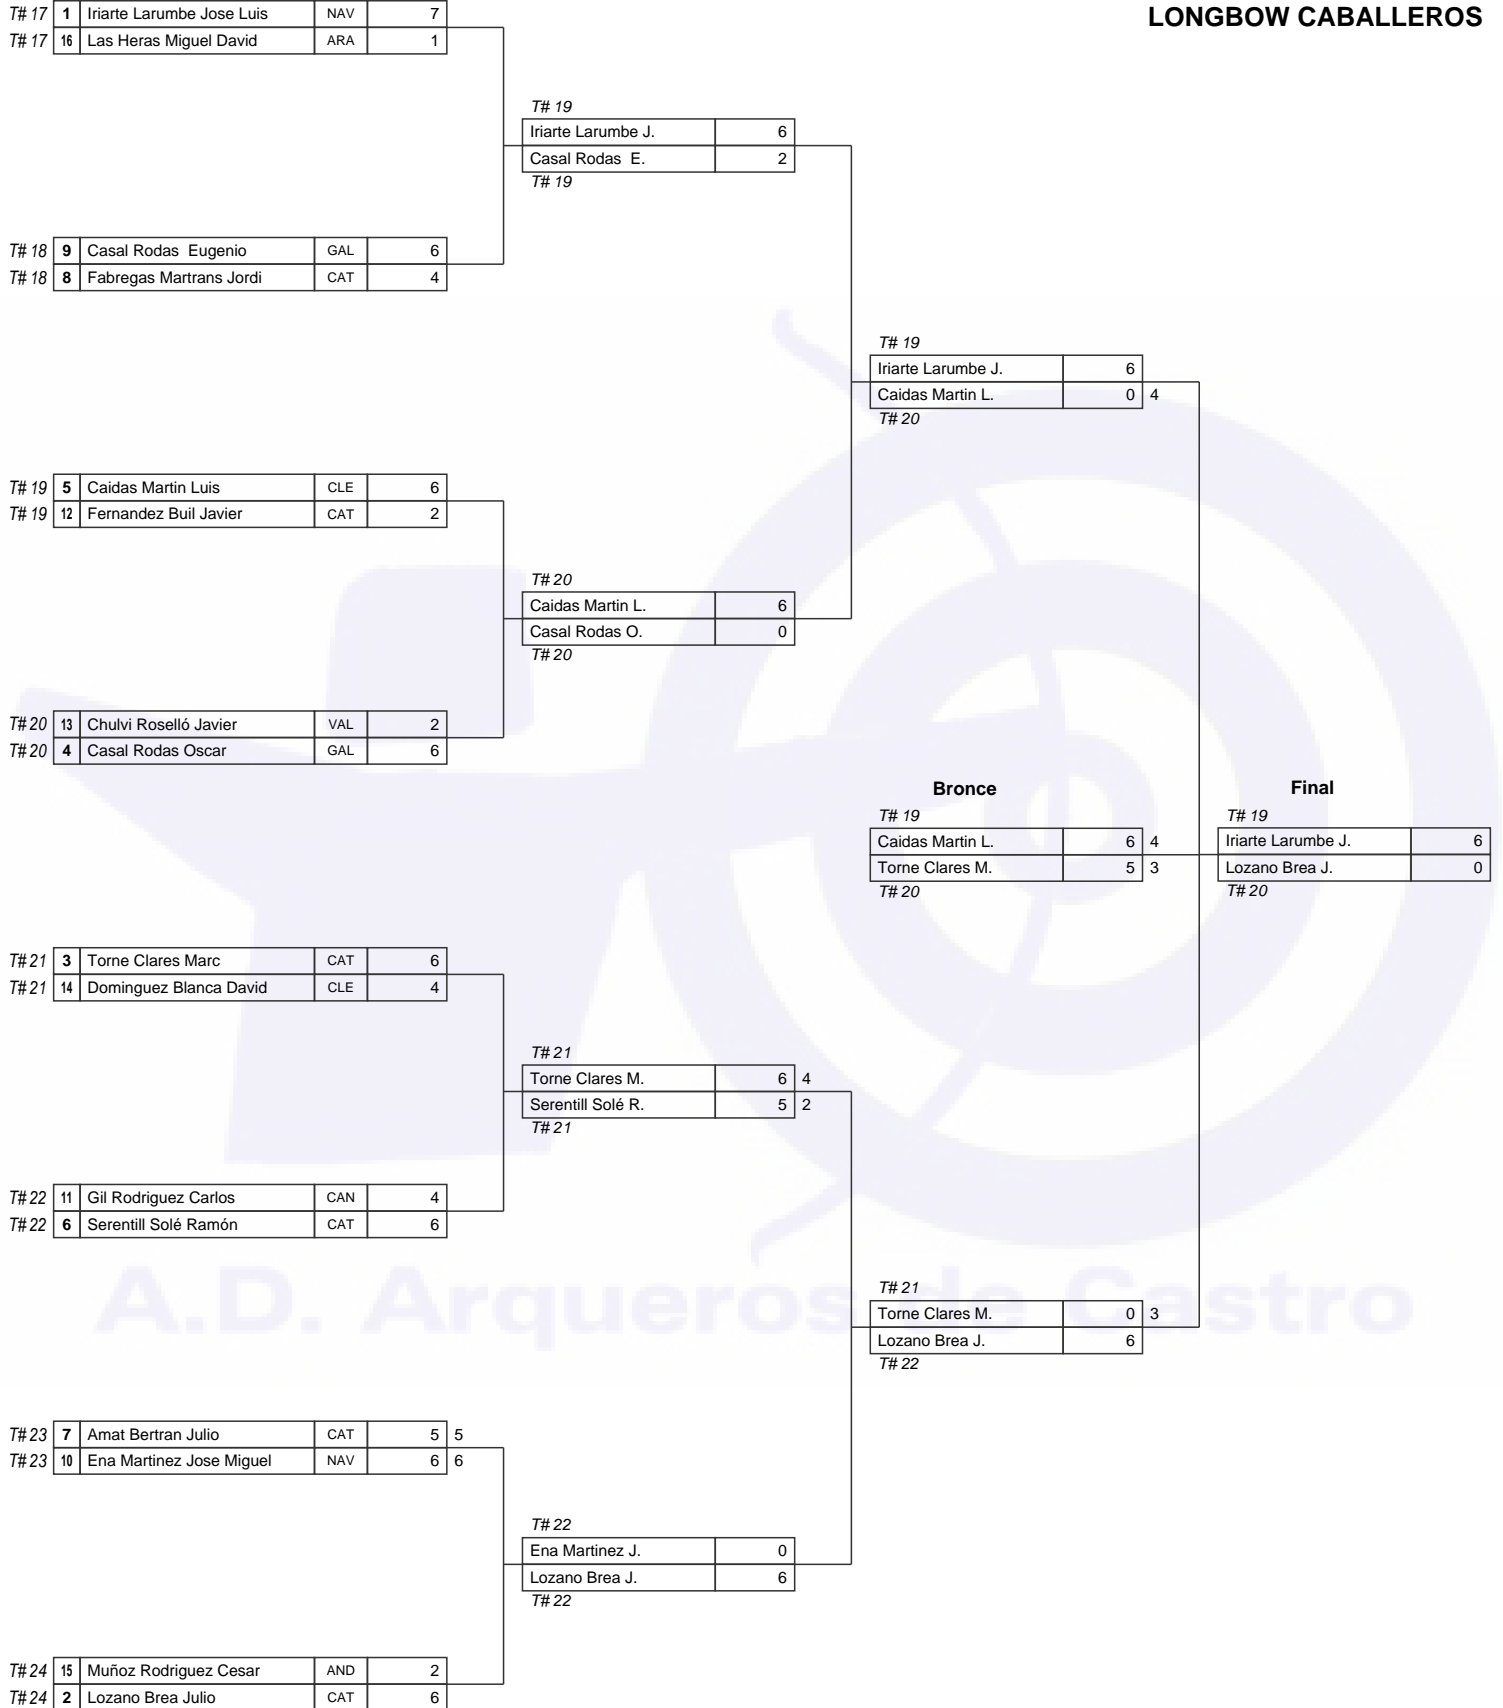 LONGBOW CABALLEROS
T# 17 1 Iriarte Larumbe Jose Luis NAV 7
T# 17 16 Las Heras Miguel David ARA 1
T# 19
Iriarte Larumbe J. 6
Casal Rodas E. 2
T# 19
T# 18 9 Casal Rodas Eugenio GAL 6
T# 18 8 Fabregas Martrans Jordi CAT 4
T# 19
Iriarte Larumbe J. 6
Caidas Martin L. 0 4
T# 20
T# 19 5 Caidas Martin Luis CLE 6
T# 19 12 Fernandez Buil Javier CAT 2
T# 20
Caidas Martin L. 6
Casal Rodas O. 0
T# 20
T# 20 13 Chulvi Roselló Javier VAL 2
T# 20 4 Casal Rodas Oscar GAL 6
Bronce
T# 19
Caidas Martin L. 6 4
Torne Clares M. 5 3
T# 20
Final
T# 19
Iriarte Larumbe J. 6
Lozano Brea J. 0
T# 20
T# 21 3 Torne Clares Marc CAT 6
T# 21 14 Dominguez Blanca David CLE 4
T# 21
Torne Clares M. 6 4
Serentill Solé R. 5 2
T# 21
T# 22 11 Gil Rodriguez Carlos CAN 4
T# 22 6 Serentill Solé Ramón CAT 6
A.D. Arqueros de Castro
T# 21
Torne Clares M. 0 3
Lozano Brea J. 6
T# 22
T# 23 7 Amat Bertran Julio CAT 5 5
T# 23 10 Ena Martinez Jose Miguel NAV 6 6
T# 22
Ena Martinez J. 0
Lozano Brea J. 6
T# 22
T# 24 15 Muñoz Rodriguez Cesar AND 2
T# 24 2 Lozano Brea Julio CAT 6